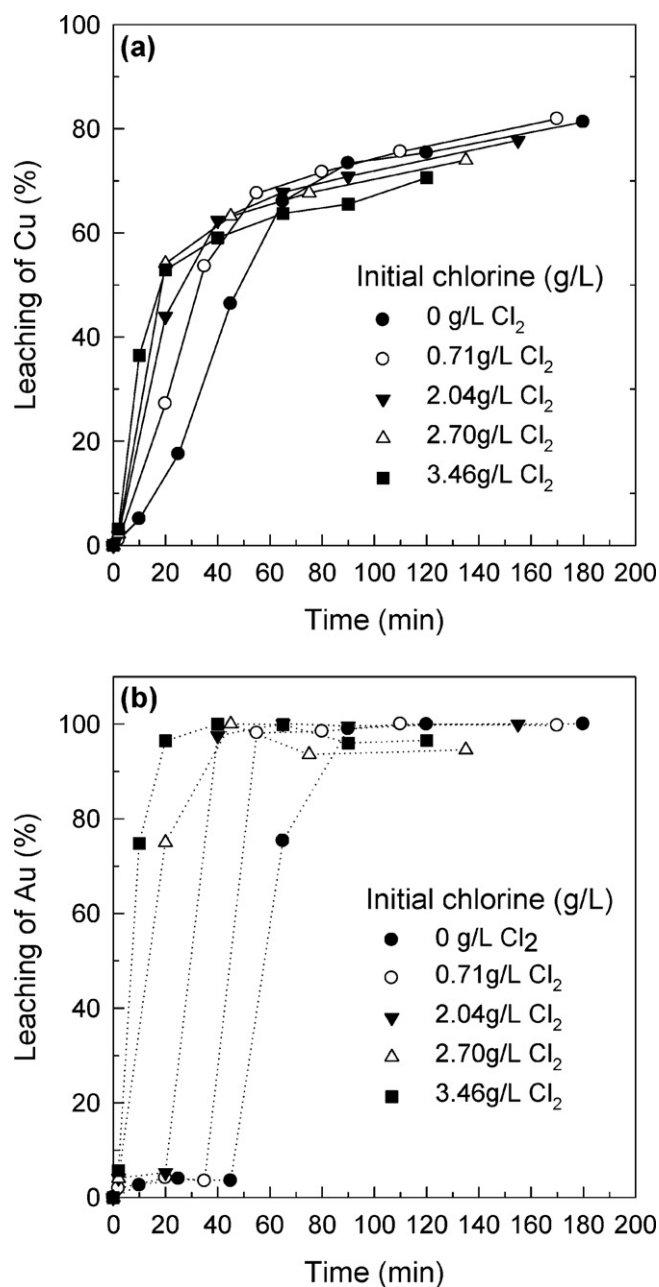 (a)
100
80
60
40
20
0
Leaching of Cu (%)
Initial chlorine (g/L)
0 g/L Cl₂
0.71g/L Cl₂
2.04g/L Cl₂
2.70g/L Cl₂
3.46g/L Cl₂
0 20 40 60 80 100 120 140 160 180 200
Time (min)
(b)
100
80
60
40
20
0
Leaching of Au (%)
Initial chlorine (g/L)
0 g/L Cl2
0.71g/L Cl₂
2.04g/L Cl₂
2.70g/L Cl₂
3.46g/L Cl₂
0 20 40 60 80 100 120 140 160 180 200
Time (min)